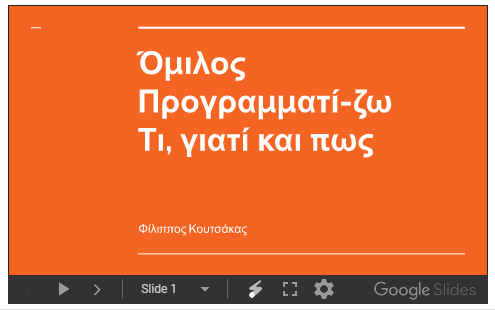 Όμιλος
Προγραμματί-ζω
Τι, γιατί και πως
Φίλιππος Κουτσάκας
Slide 1
Google Slides